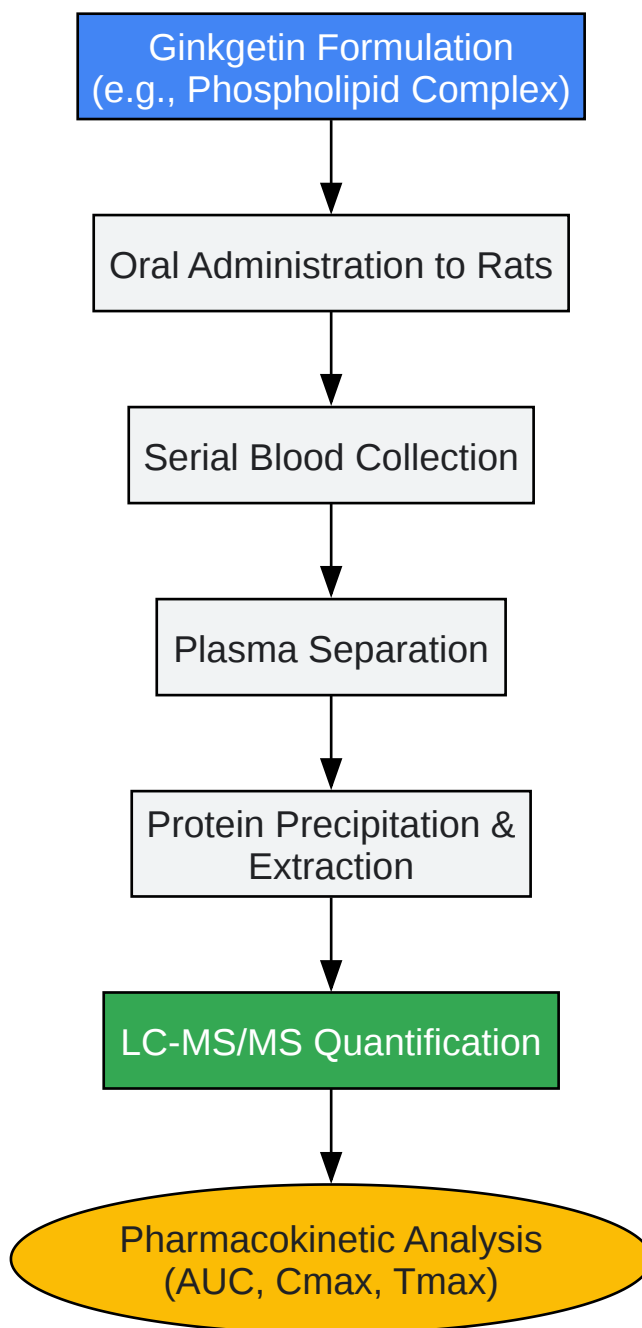 Ginkgetin Formulation
(e.g., Phospholipid Complex)
Oral Administration to Rats
Serial Blood Collection
Plasma Separation
Protein Precipitation &
Extraction
LC-MS/MS Quantification
Pharmacokinetic Analysis
(AUC, Cmax, Tmax)